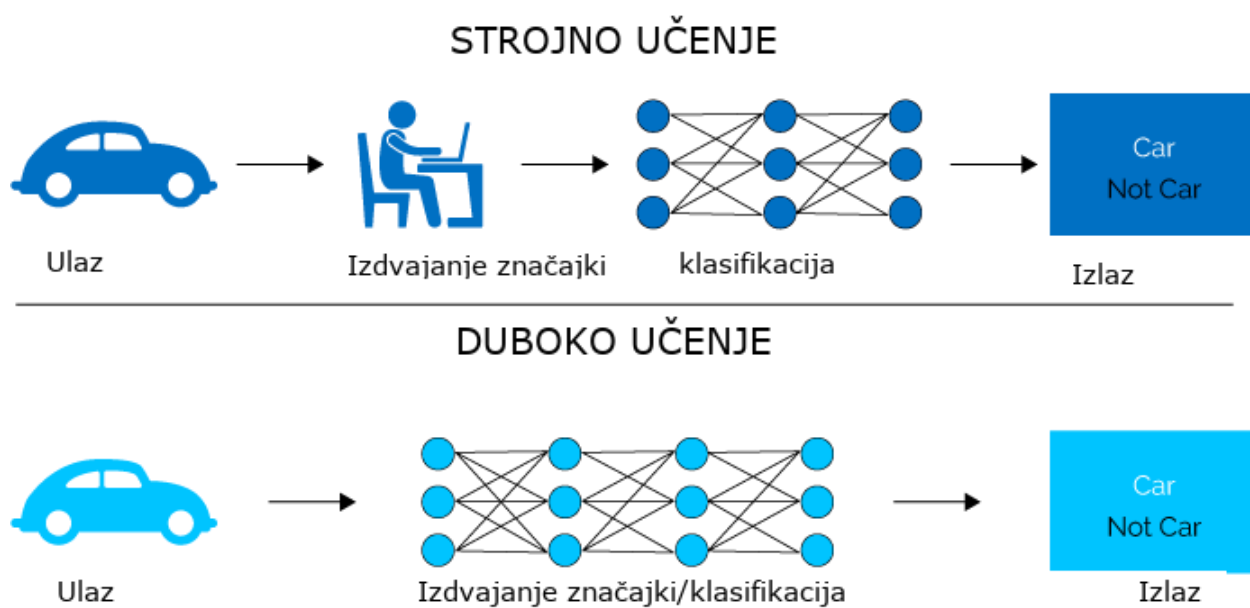 STROJNO UČENJE
Car
Not Car
Ulaz
Izdvajanje značajki
klasifikacija
Izlaz
DUBOKO UČENJE
Car
Not Car
Ulaz
Izdvajanje značajki/klasifikacija
Izlaz